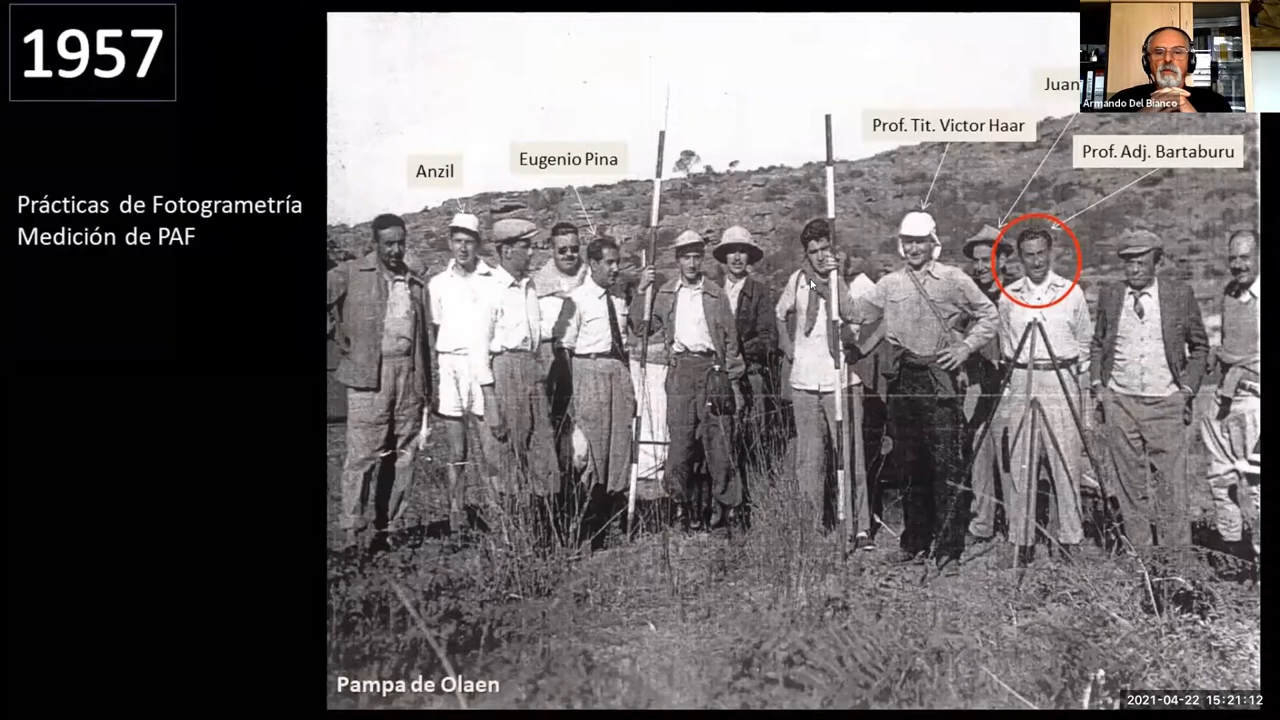 1957
Prácticas de Fotogrametría
Medición de PAF
Anzil
Eugenio Pina
Prof. Tit. Victor Haar
Juan
Prof. Adj. Bartaburu
Armando Del Bianco
Pampa de Olaen
2021-04-22 15:21:12